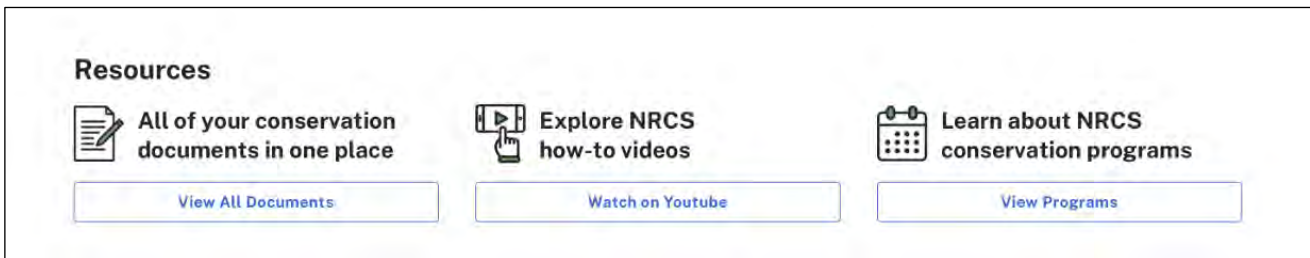 Resources
All of your conservation
documents in one place
View All Documents
Explore NRCS
how-to videos
Watch on Youtube
Learn about NRCS
conservation programs
View Programs